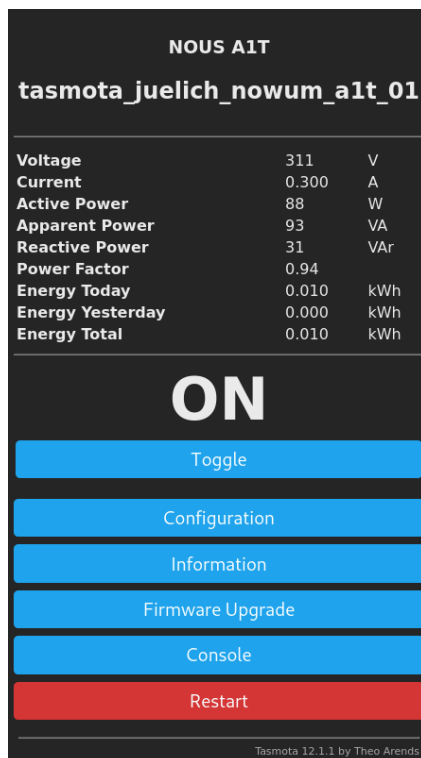 NOUS A1T
tasmota_juelich_nowum_a1t_01
Voltage 311 V
Current 0.300 A
Active Power 88 W
Apparent Power 93 VA
Reactive Power 31 VAr
Power Factor 0.94
Energy Today 0.010 kWh
Energy Yesterday 0.000 kWh
Energy Total 0.010 kWh
ON
Toggle
Configuration
Information
Firmware Upgrade
Console
Restart
Tasmota 12.1.1 by Theo Arends